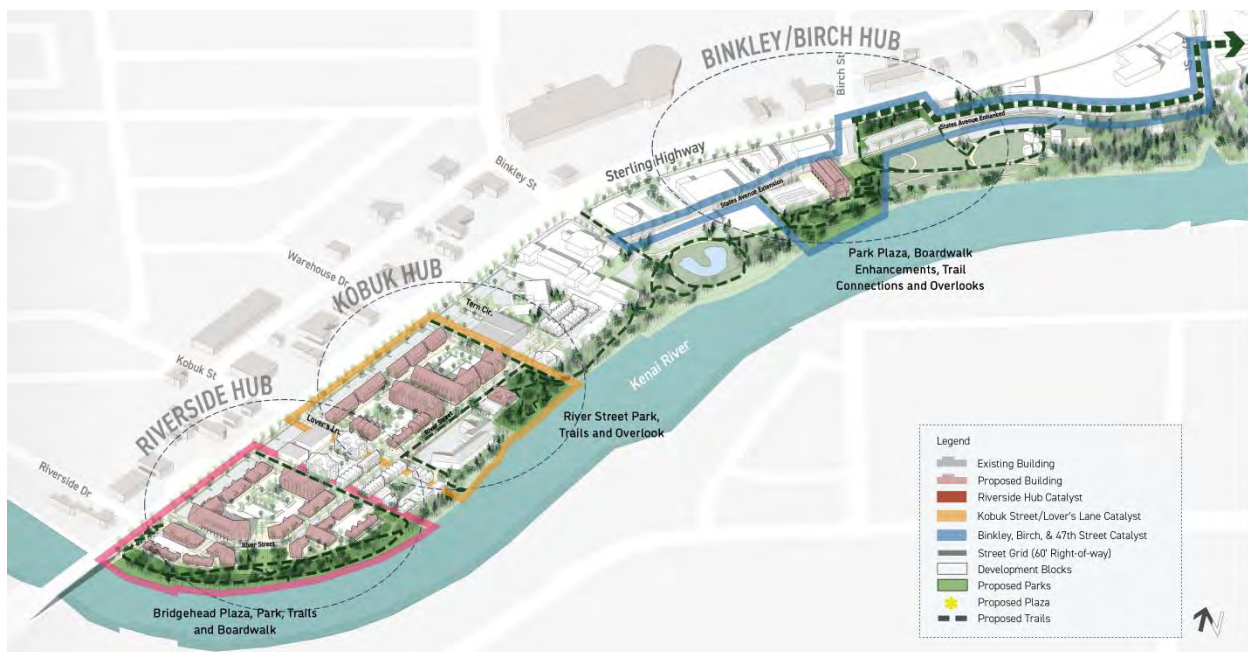 BINKLEY/BIRCH HUB
Birch St
States Avenue Enhanced
Sterling Highway
Binkley St
States Avenue Extension
Park Plaza, Boardwalk
Enhancements, Trail
Connections and Overlooks
Warehouse Dr
KOBUK HUB
Tern Cir.
Kenai River
Kobuk St
RIVERSIDE HUB
Lover's Ln.
River Street
River Street Park,
Trails and Overlook
Riverside Dr
River Street
Bridgehead Plaza, Park, Trails
and Boardwalk
Legend
Existing Building
Proposed Building
Riverside Hub Catalyst
Kobuk Street/Lover's Lane Catalyst
Binkley, Birch, & 47th Street Catalyst
Street Grid (60' Right-of-way)
Development Blocks
Proposed Parks
Proposed Plaza
Proposed Trails
N